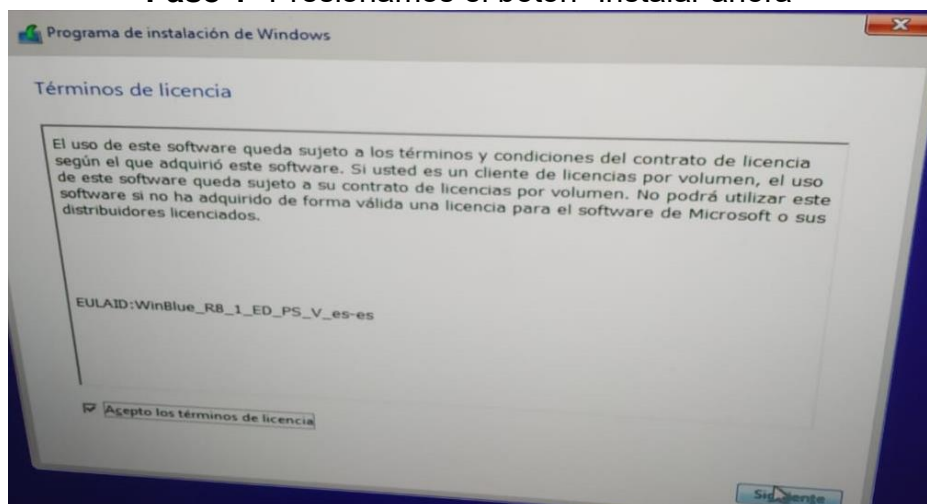 Programa de instalación de Windows
Términos de licencia
El uso de este software queda sujeto a los términos y condiciones del contrato de licencia
según el que adquirió este software. Si usted es un cliente de licencias por volumen, el uso
de este software queda sujeto a su contrato de licencias por volumen. No podrá utilizar este
software si no ha adquirido de forma válida una licencia para el software de Microsoft o sus
distribuidores licenciados.
EULAID:WinBlue_RB_1_ED_PS_V_es-es
Acepto los términos de licencia
Siguiente